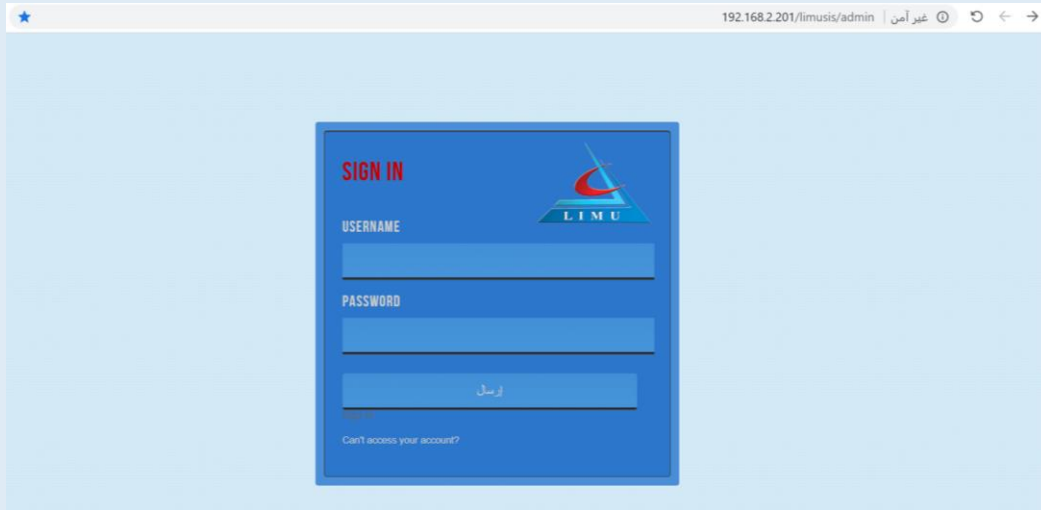 192.168.2.201/limusis/admin | غير آمن
SIGN IN
LIMU
USERNAME
PASSWORD
إرسال
Can't access your account?